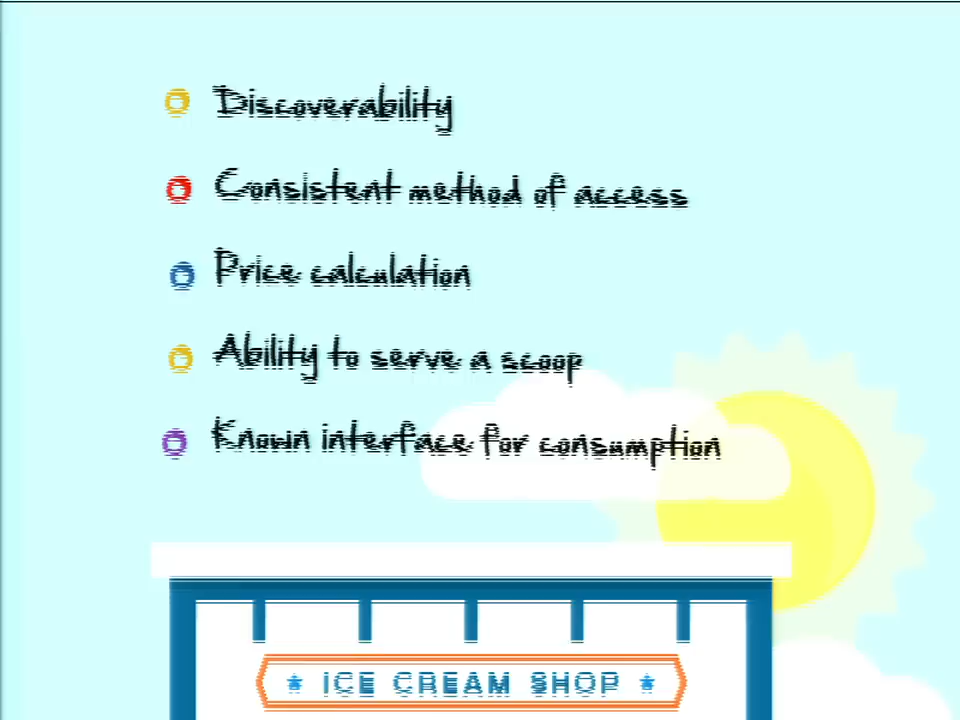 Discoverability
Consistent method of access
Price calculation
Ability to serve a scoop
Known interface for consumption
ICE CREAM SHOP